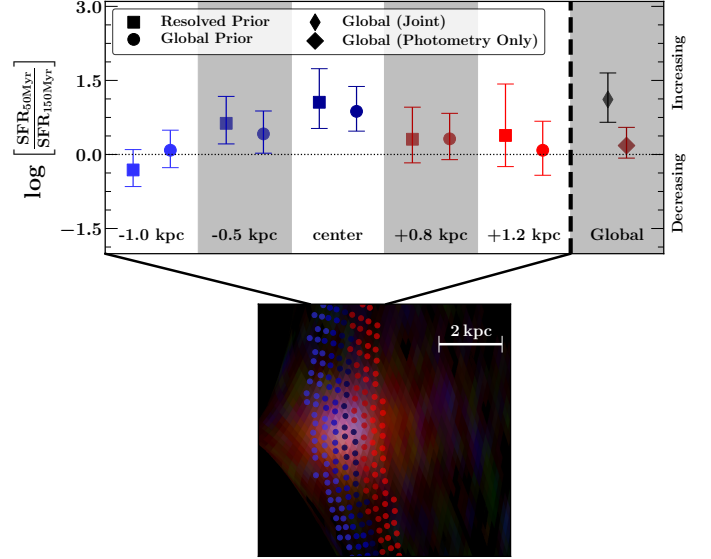 3.0
1.5
0.0
−1.5
log [SFR50Myr / SFR150Myr]
Resolved Prior
Global Prior
Global (Joint)
Global (Photometry Only)
-1.0 kpc
-0.5 kpc
center
+0.8 kpc
+1.2 kpc
Global
Increasing
Decreasing
2 kpc